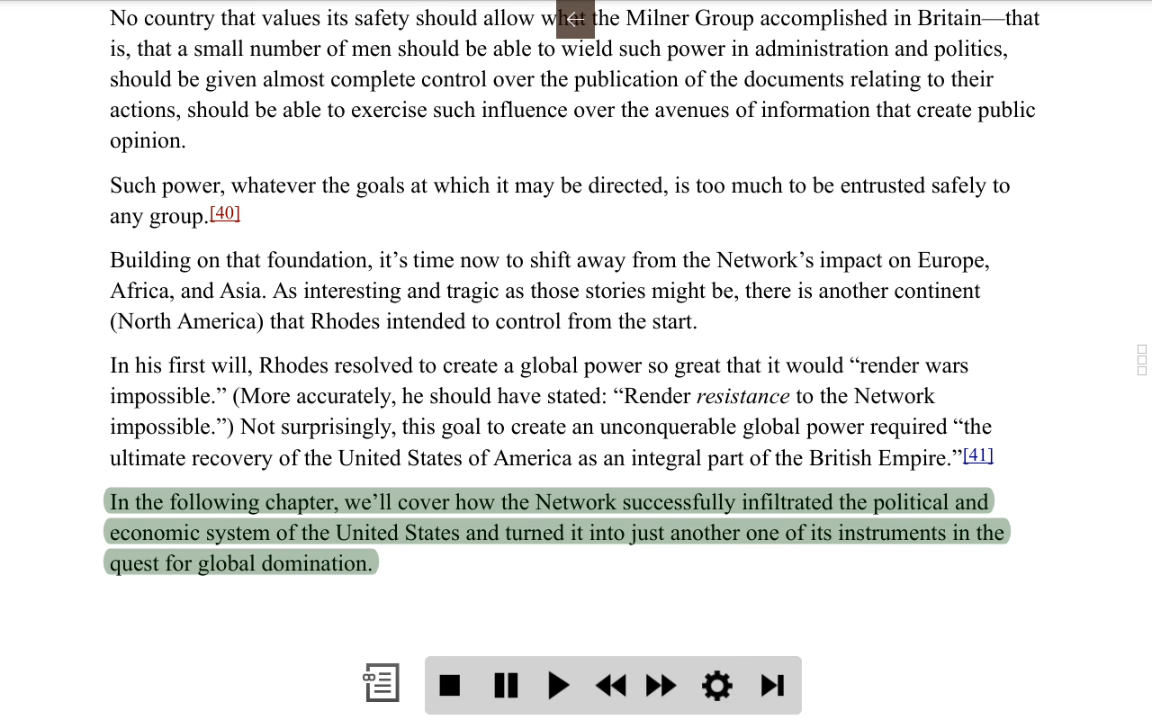 No country that values its safety should allow what the Milner Group accomplished in Britain—that
is, that a small number of men should be able to wield such power in administration and politics,
should be given almost complete control over the publication of the documents relating to their
actions, should be able to exercise such influence over the avenues of information that create public
opinion.
Such power, whatever the goals at which it may be directed, is too much to be entrusted safely to
any group.[40]
Building on that foundation, it’s time now to shift away from the Network’s impact on Europe,
Africa, and Asia. As interesting and tragic as those stories might be, there is another continent
(North America) that Rhodes intended to control from the start.
In his first will, Rhodes resolved to create a global power so great that it would “render wars
impossible.” (More accurately, he should have stated: “Render resistance to the Network
impossible.”) Not surprisingly, this goal to create an unconquerable global power required “the
ultimate recovery of the United States of America as an integral part of the British Empire.”[41]
In the following chapter, we’ll cover how the Network successfully infiltrated the political and
economic system of the United States and turned it into just another one of its instruments in the
quest for global domination.